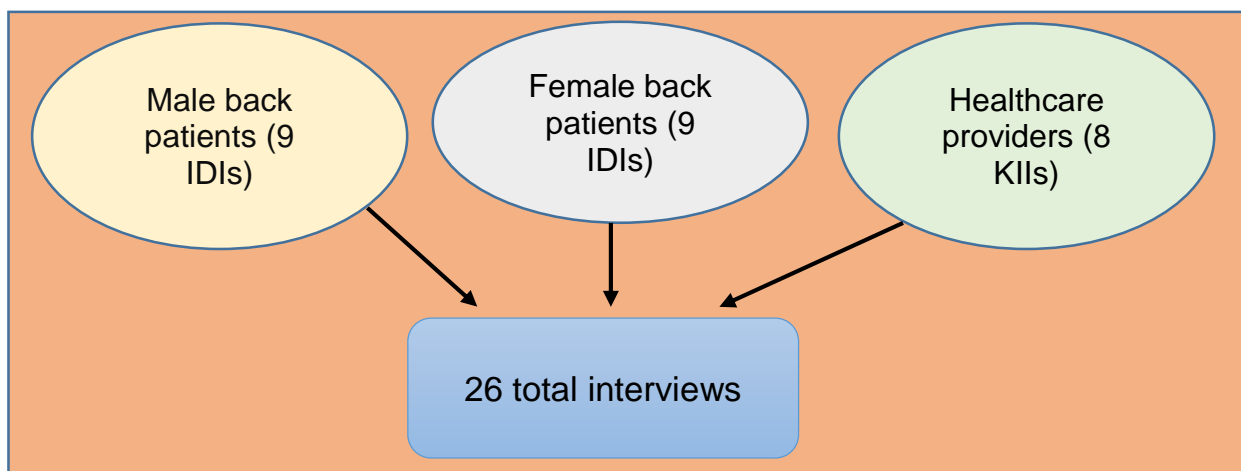 Male back
patients (9
IDIs)
Female back
patients (9
IDIs)
Healthcare
providers (8
KIIs)
26 total interviews